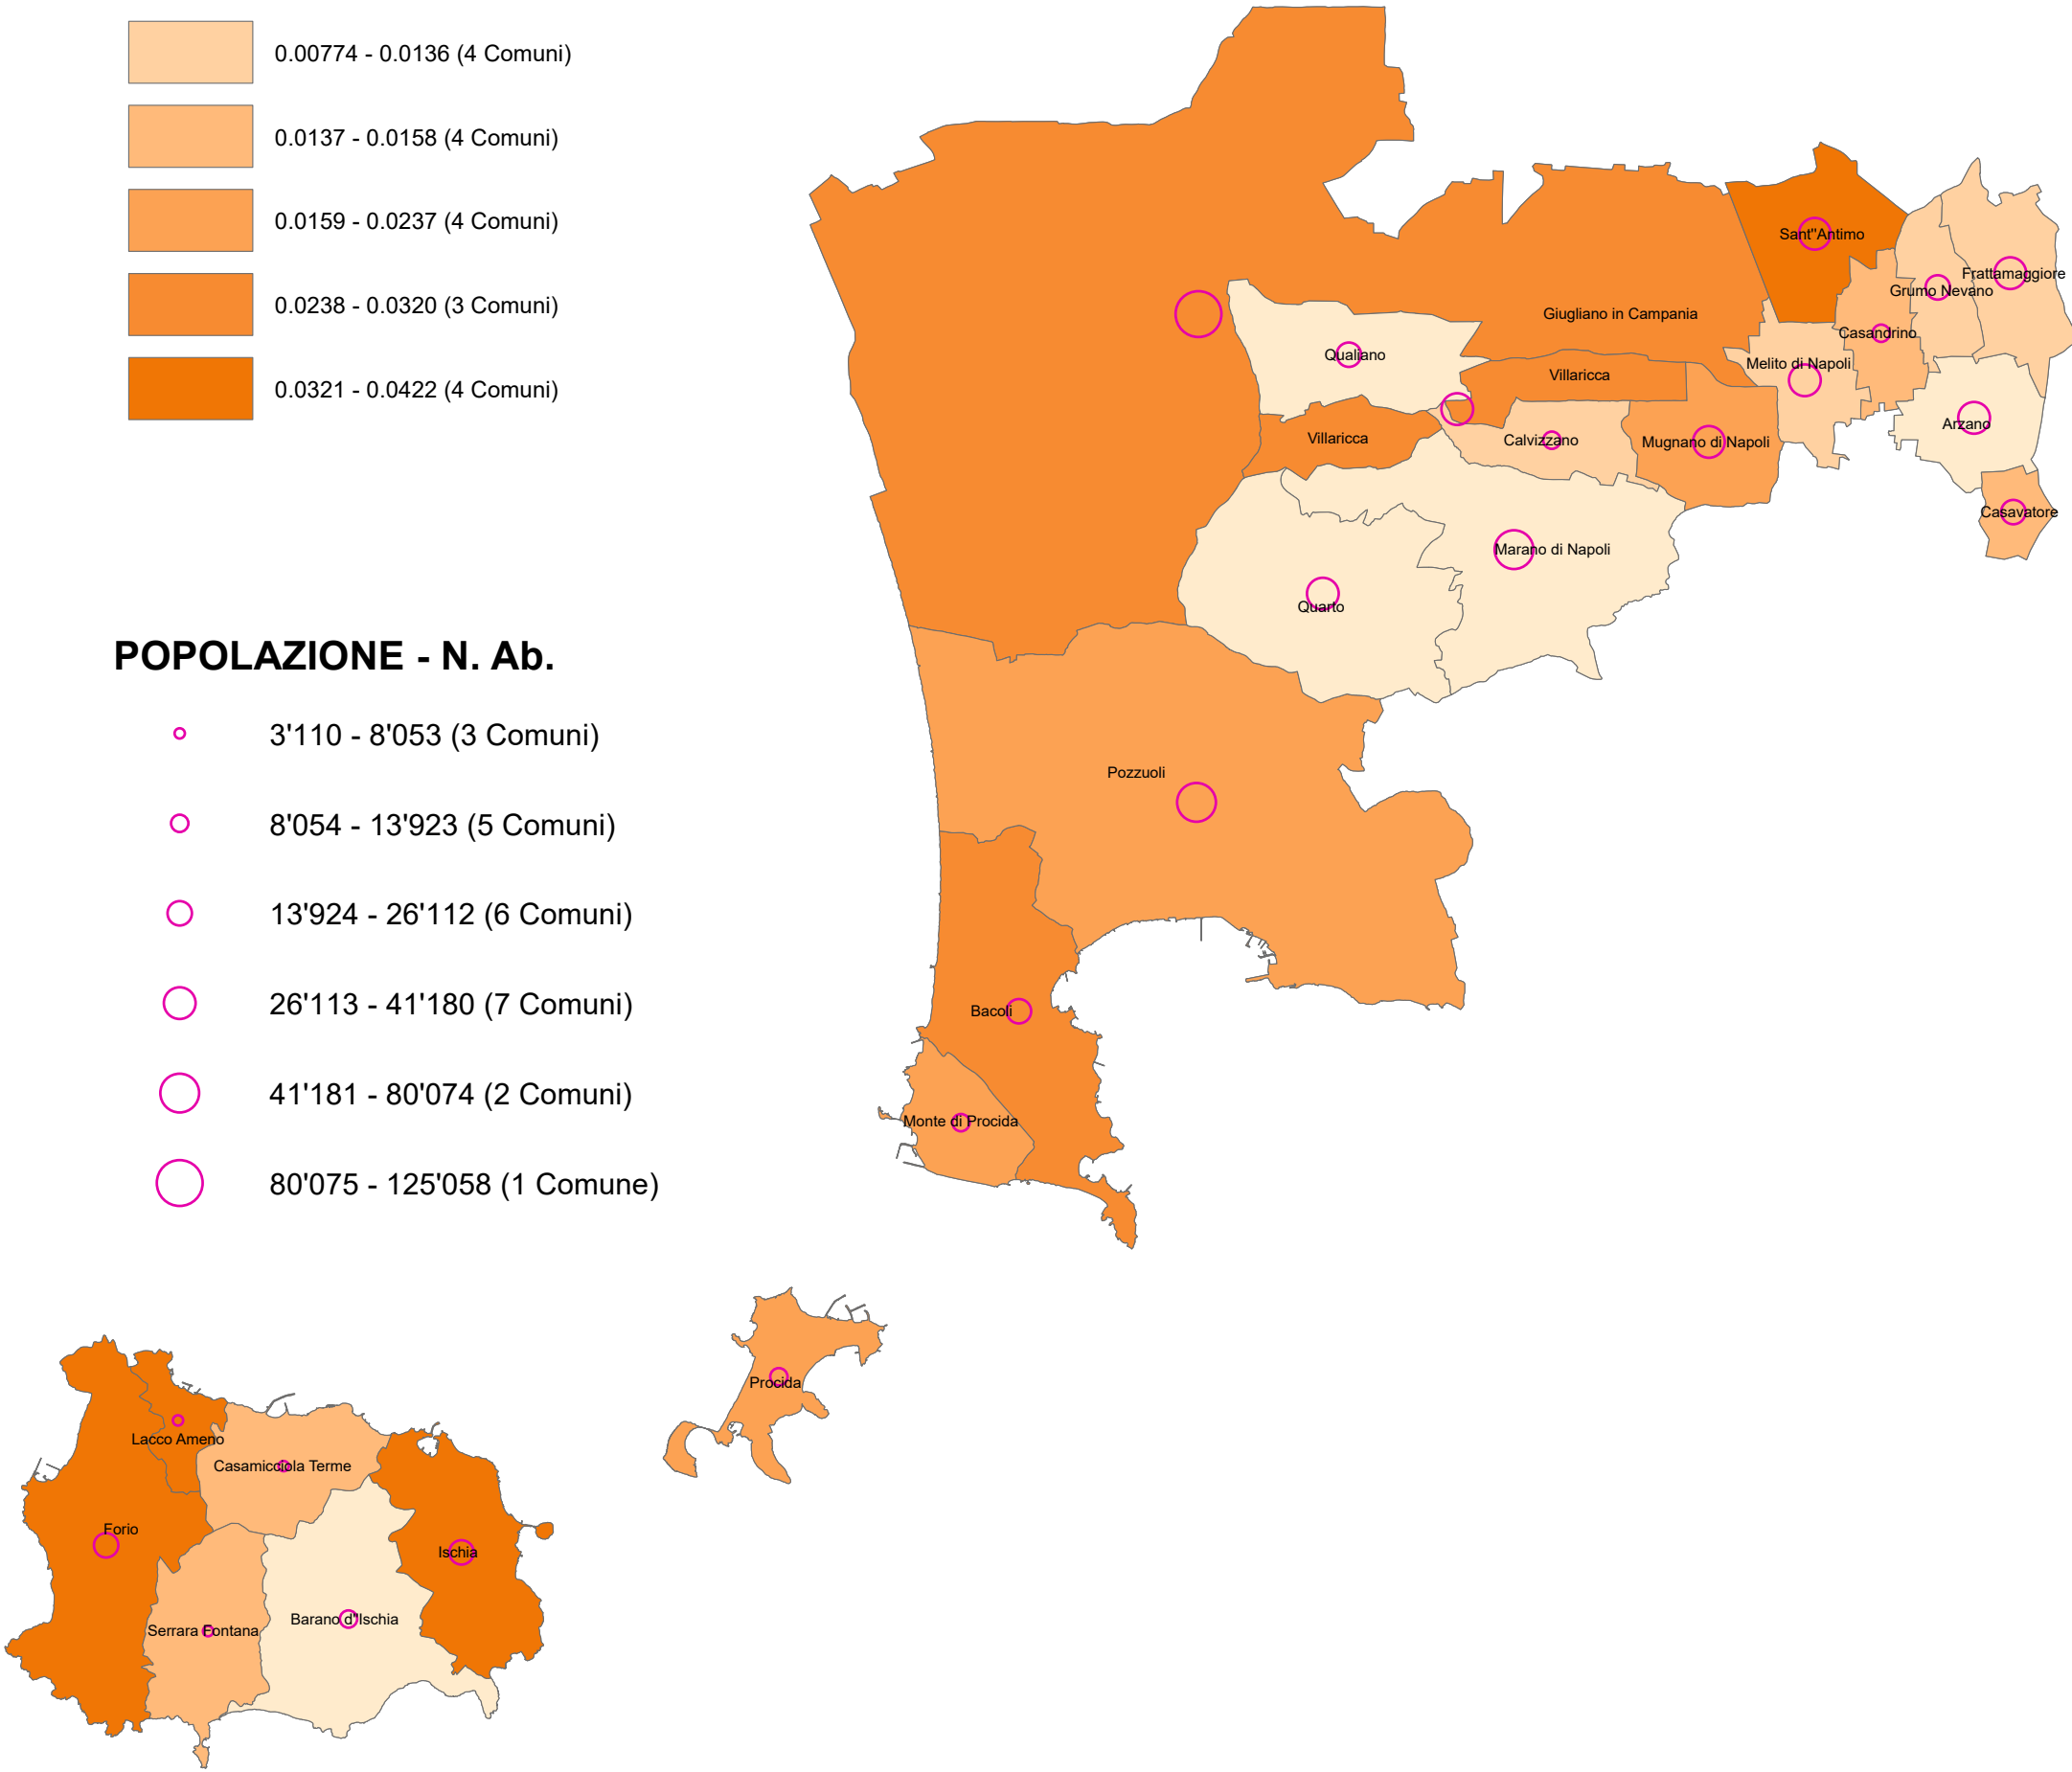 0.00774 - 0.0136 (4 Comuni)
0.0137 - 0.0158 (4 Comuni)
0.0159 - 0.0237 (4 Comuni)
0.0238 - 0.0320 (3 Comuni)
0.0321 - 0.0422 (4 Comuni)
POPOLAZIONE - N. Ab.
3'110 - 8'053 (3 Comuni)
8'054 - 13'923 (5 Comuni)
13'924 - 26'112 (6 Comuni)
26'113 - 41'180 (7 Comuni)
41'181 - 80'074 (2 Comuni)
80'075 - 125'058 (1 Comune)
Sant''Antimo
Frattamaggiore
Grumo Nevano
Giugliano in Campania
Casandrino
Qualiano
Melito di Napoli
Villaricca
Arzano
Villaricca
Calvizzano
Mugnano di Napoli
Casavatore
Marano di Napoli
Quarto
Pozzuoli
Bacoli
Monte di Procida
Procida
Lacco Ameno
Casamicciola Terme
Forio
Ischia
Barano d''Ischia
Serrara Fontana